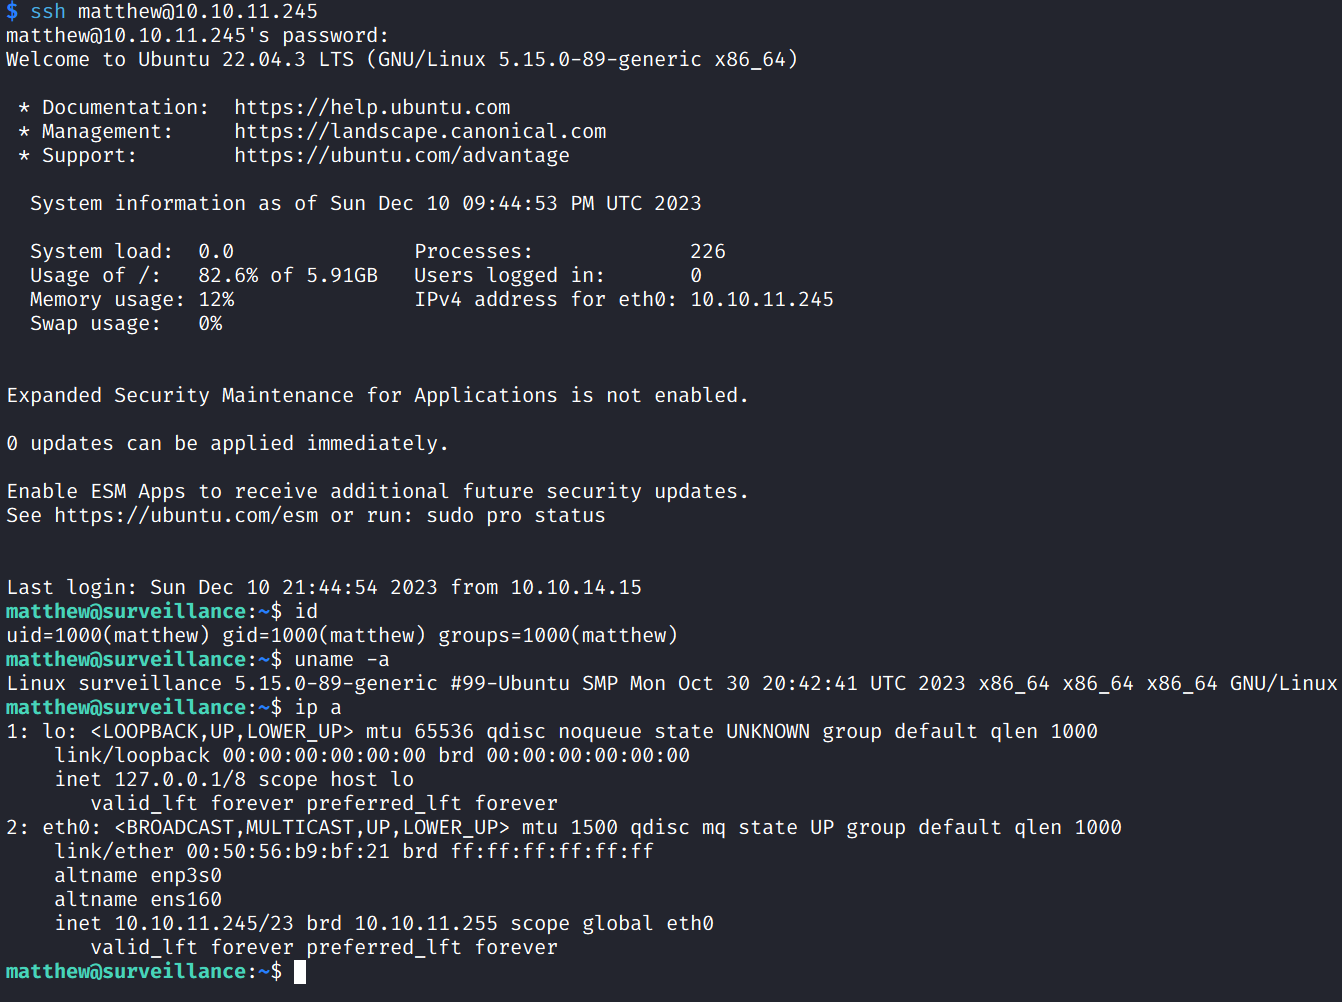 $ ssh matthew@10.10.11.245
matthew@10.10.11.245's password:
Welcome to Ubuntu 22.04.3 LTS (GNU/Linux 5.15.0-89-generic x86_64)
* Documentation:  https://help.ubuntu.com
* Management:     https://landscape.canonical.com
* Support:        https://ubuntu.com/advantage
System information as of Sun Dec 10 09:44:53 PM UTC 2023
System load:  0.0               Processes:             226
Usage of /:   82.6% of 5.91GB   Users logged in:       0
Memory usage: 12%               IPv4 address for eth0: 10.10.11.245
Swap usage:   0%
Expanded Security Maintenance for Applications is not enabled.
0 updates can be applied immediately.
Enable ESM Apps to receive additional future security updates.
See https://ubuntu.com/esm or run: sudo pro status
Last login: Sun Dec 10 21:44:54 2023 from 10.10.14.15
matthew@surveillance:~$ id
uid=1000(matthew) gid=1000(matthew) groups=1000(matthew)
matthew@surveillance:~$ uname -a
Linux surveillance 5.15.0-89-generic #99-Ubuntu SMP Mon Oct 30 20:42:41 UTC 2023 x86_64 x86_64 x86_64 GNU/Linux
matthew@surveillance:~$ ip a
1: lo: <LOOPBACK,UP,LOWER_UP> mtu 65536 qdisc noqueue state UNKNOWN group default qlen 1000
link/loopback 00:00:00:00:00:00 brd 00:00:00:00:00:00
inet 127.0.0.1/8 scope host lo
valid_lft forever preferred_lft forever
2: eth0: <BROADCAST,MULTICAST,UP,LOWER_UP> mtu 1500 qdisc mq state UP group default qlen 1000
link/ether 00:50:56:b9:bf:21 brd ff:ff:ff:ff:ff:ff
altname enp3s0
altname ens160
inet 10.10.11.245/23 brd 10.10.11.255 scope global eth0
valid_lft forever preferred_lft forever
matthew@surveillance:~$